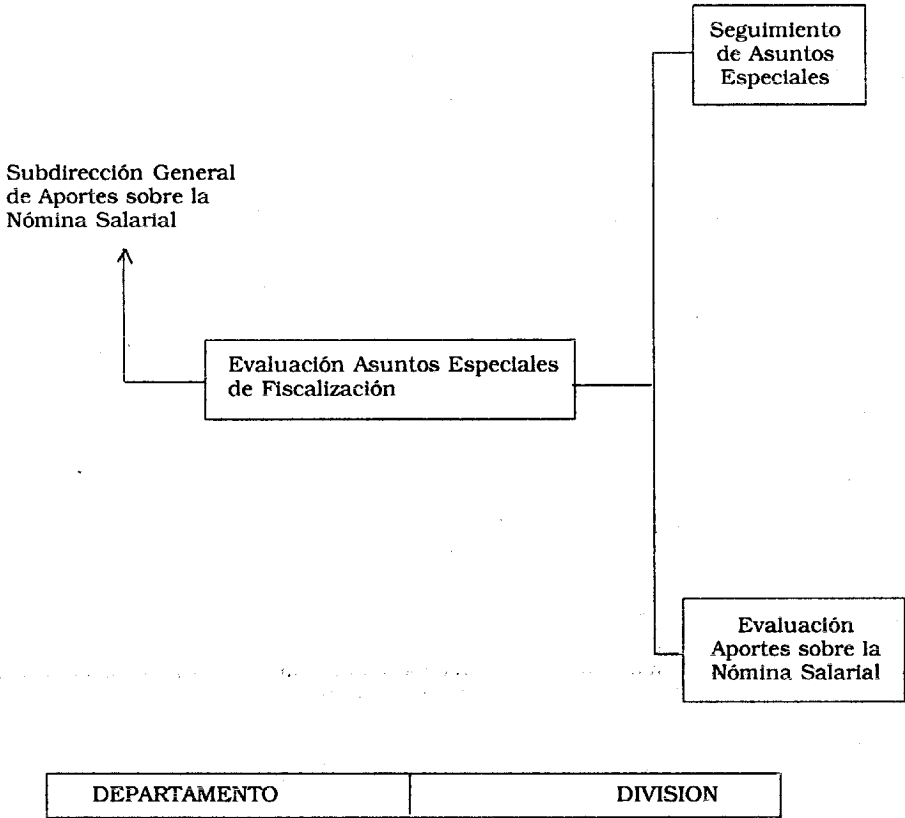 Seguimiento
de Asuntos
Especiales
Subdirección General
de Aportes sobre la
Nómina Salarial
Evaluación Asuntos Especiales
de Fiscalización
Evaluación
Aportes sobre la
Nómina Salarial
DEPARTAMENTO DIVISION